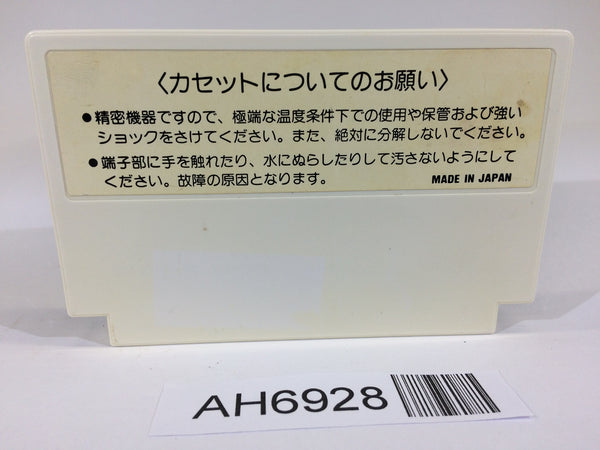 〈カセットについてのお願い〉
●精密機器ですので、極端な温度条件下での使用や保管および強い
ショックをさけてください。また、絶対に分解しないでください。
●端子部に手を触れたり、水にぬらしたりして汚さないようにして
ください。故障の原因となります。 MADE IN JAPAN
AH6928